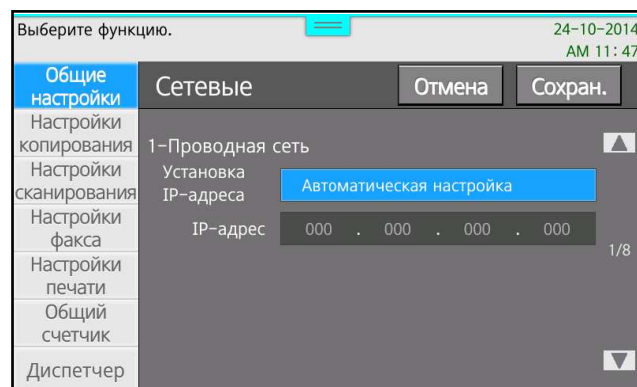 Выберите функцию.
24-10-2014
AM 11:47
Общие
настройки
Настройки
копирования
Настройки
сканирования
Настройки
факса
Настройки
печати
Общий
счетчик
Диспетчер
Сетевые
Отмена
Сохран.
1-Проводная сеть
Установка
IP-адреса
Автоматическая настройка
IP-адрес
000 . 000 . 000 . 000
1/8